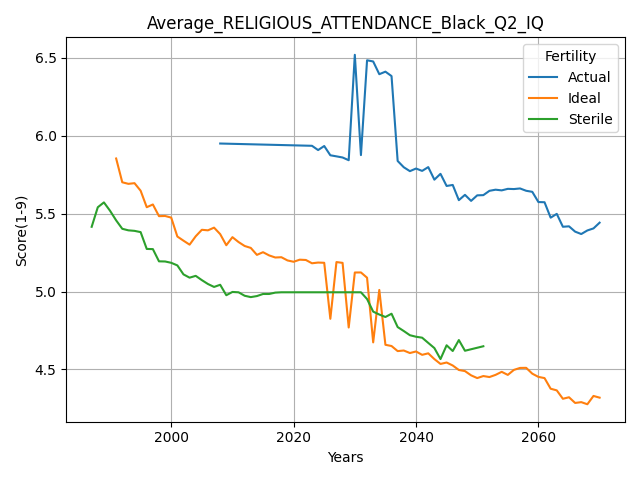 Average_RELIGIOUS_ATTENDANCE_Black_Q2_IQ
Fertility
Actual
Ideal
Sterile
Score(1-9)
6.5
6.0
5.5
5.0
4.5
2000
2020
2040
2060
Years